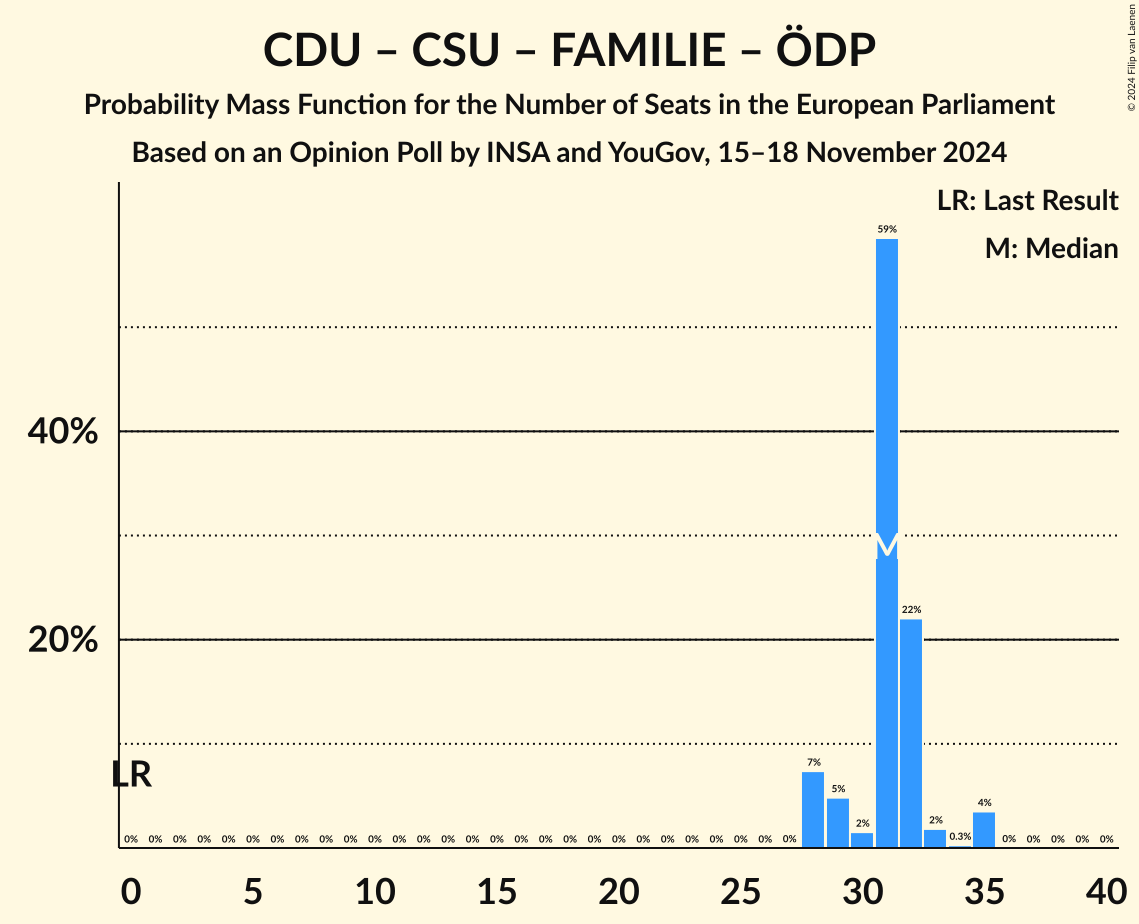 CDU – CSU – FAMILIE – ÖDP
Probability Mass Function for the Number of Seats in the European Parliament
Based on an Opinion Poll by INSA and YouGov, 15–18 November 2024
© 2024 Filip van Laenen
LR: Last Result
M: Median
59%
40%
M
22%
20%
LR
7%
5%
2%
2%
0.3%
4%
0% 0% 0% 0% 0% 0% 0% 0% 0% 0% 0% 0% 0% 0% 0% 0% 0% 0% 0% 0% 0% 0% 0% 0% 0% 0% 0% 0% 0% 0% 0% 0% 0%
0 5 10 15 20 25 30 35 40